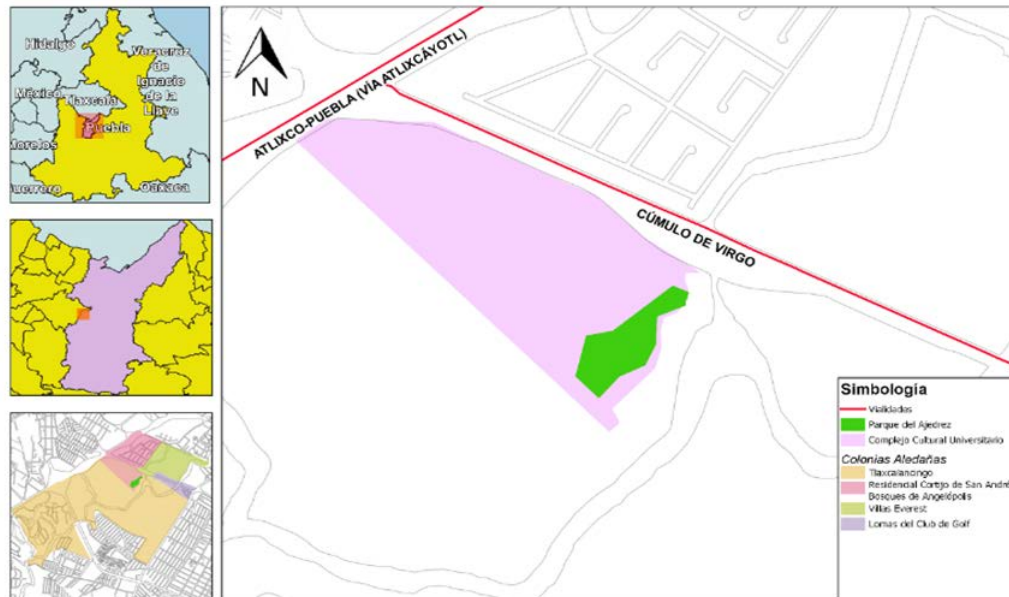 Hidalgo
Veracruz
de
Ignacio
de la
Llave
México
Tlaxcala
Puebla
Morelos
Guerrero
Oaxaca
N
ATLIXCO-PUEBLA (VÍA ATLIXCÁYOTL)
CÚMULO DE VIRGO
Simbología
Vialidades
Parque del Ajedrez
Complejo Cultural Universitario
Colonias Aledañas
Tlaxcalancingo
Residencial Cortijo de San André
Bosques de Angelópolis
Villas Everest
Lomas del Club de Golf